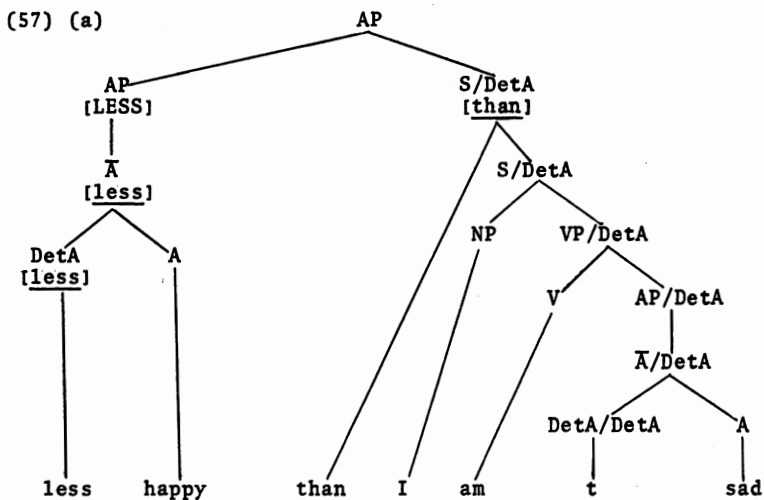 (57) (a) AP
AP S/DetA
[LESS] [than]
A̅ S/DetA
[less]
NP VP/DetA
DetA A
[less]
V AP/DetA
A̅/DetA
DetA/DetA A
less happy than I am t sad